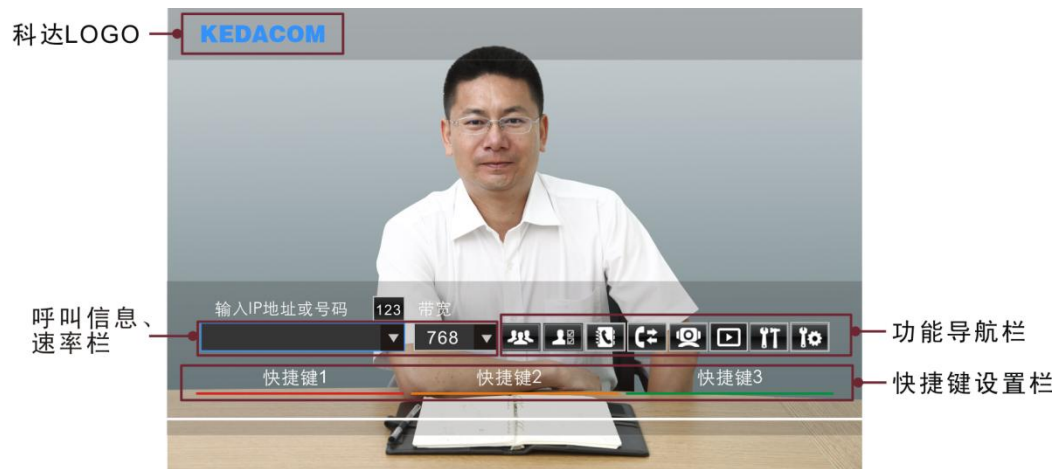 科达LOGO
KEDACOM
输入IP地址或号码 123 带宽
呼叫信息、
速率栏
768
功能导航栏
快捷键1 快捷键2 快捷键3
快捷键设置栏